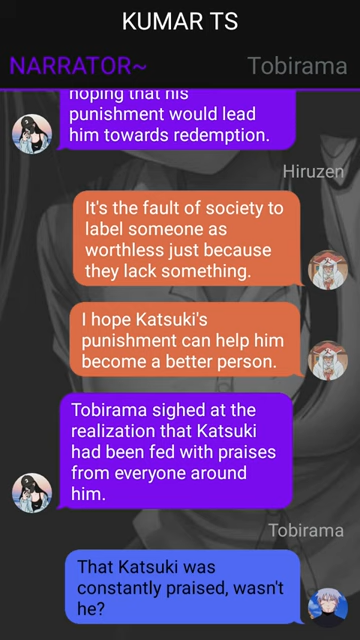 KUMAR TS
NARRATOR~
Tobirama
hoping that his
punishment would lead
him towards redemption.
Hiruzen
It's the fault of society to
label someone as
worthless just because
they lack something.
I hope Katsuki's
punishment can help him
become a better person.
Tobirama sighed at the
realization that Katsuki
had been fed with praises
from everyone around
him.
Tobirama
That Katsuki was
constantly praised, wasn't
he?